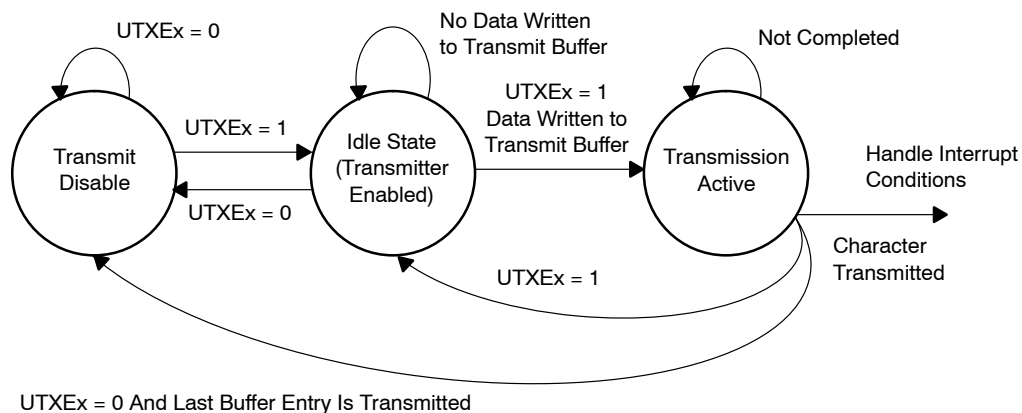 UTXEx = 0
No Data Written
to Transmit Buffer
Not Completed
UTXEx = 1
UTXEx = 1
Data Written to
Transmit Buffer
Transmit
Disable
Idle State
(Transmitter
Enabled)
Transmission
Active
Handle Interrupt
Conditions
UTXEx = 0
UTXEx = 1
Character
Transmitted
UTXEx = 0 And Last Buffer Entry Is Transmitted